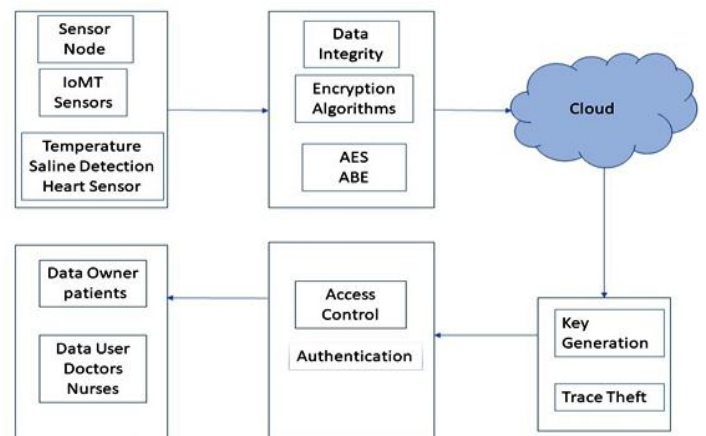 Sensor
Node
IoMT
Sensors
Temperature
Saline Detection
Heart Sensor
Data
Integrity
Encryption
Algorithms
AES
ABE
Cloud
Data Owner
patients
Data User
Doctors
Nurses
Access
Control
Authentication
Key
Generation
Trace Theft